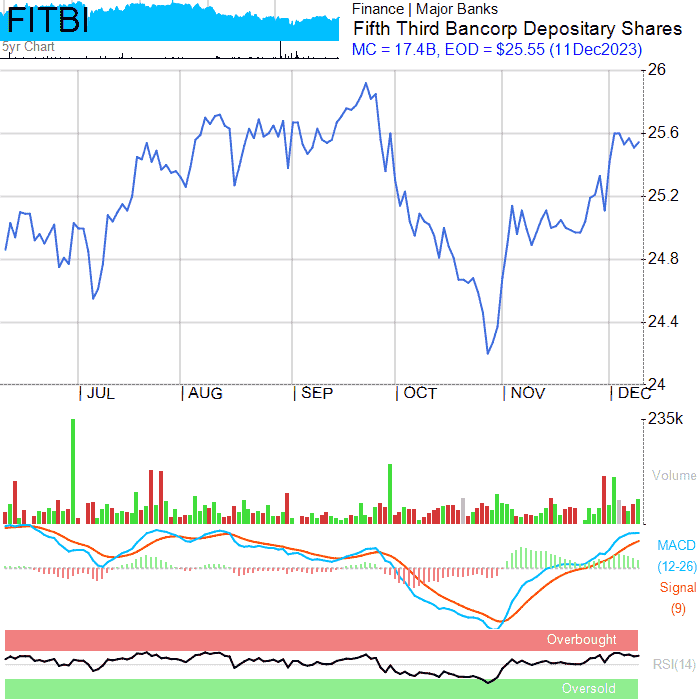 FITBI
5yr Chart
Finance | Major Banks
Fifth Third Bancorp Depositary Shares
MC = 17.4B, EOD = $25.55 (11Dec2023)
26
25.6
25.2
24.8
24.4
24
| JUL | AUG | SEP | OCT | NOV | DEC
235k
Volume
MACD
(12-26)
Signal
(9)
Overbought
RSI(14)
Oversold